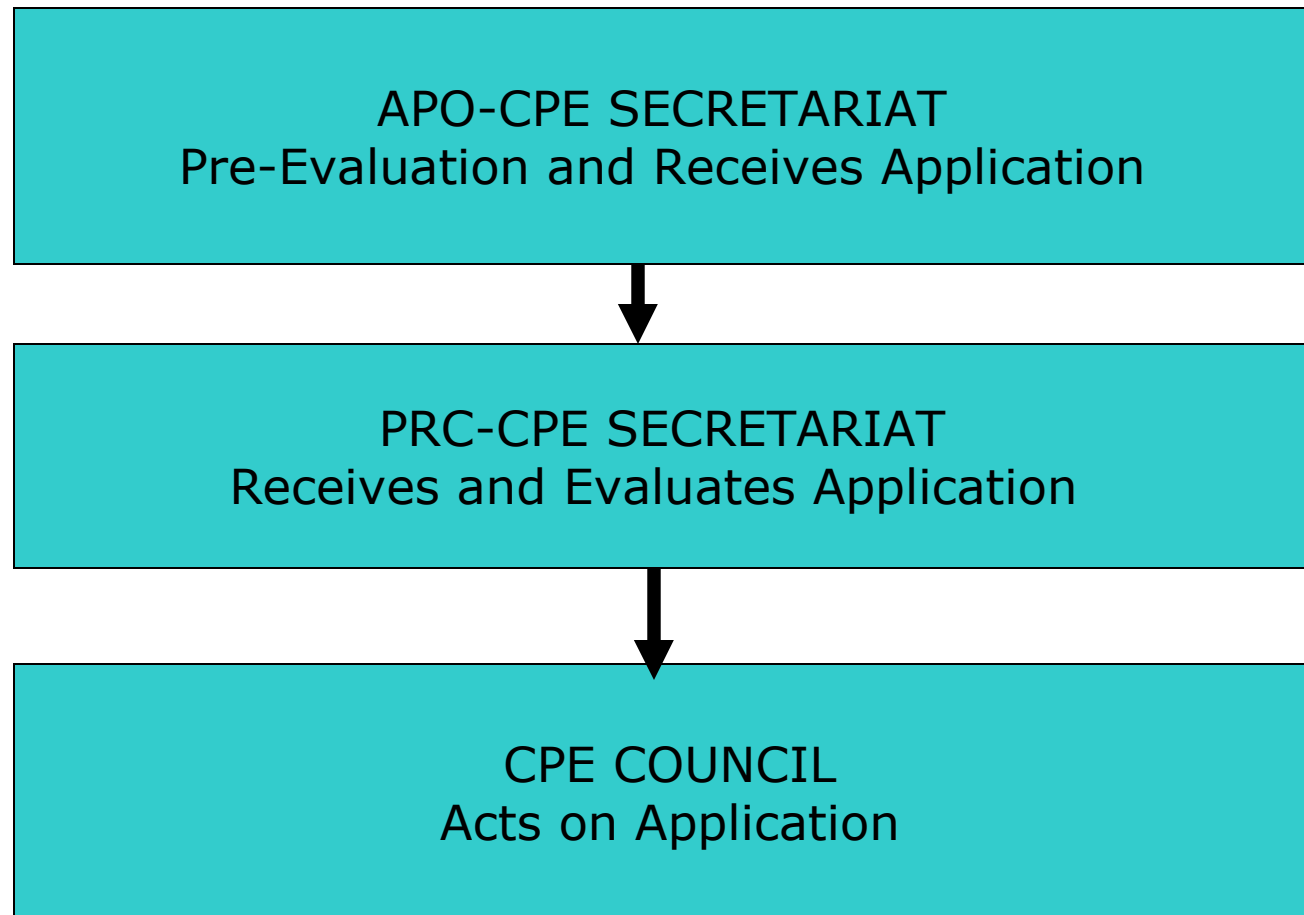 APO-CPE SECRETARIAT
Pre-Evaluation and Receives Application
PRC-CPE SECRETARIAT
Receives and Evaluates Application
CPE COUNCIL
Acts on Application